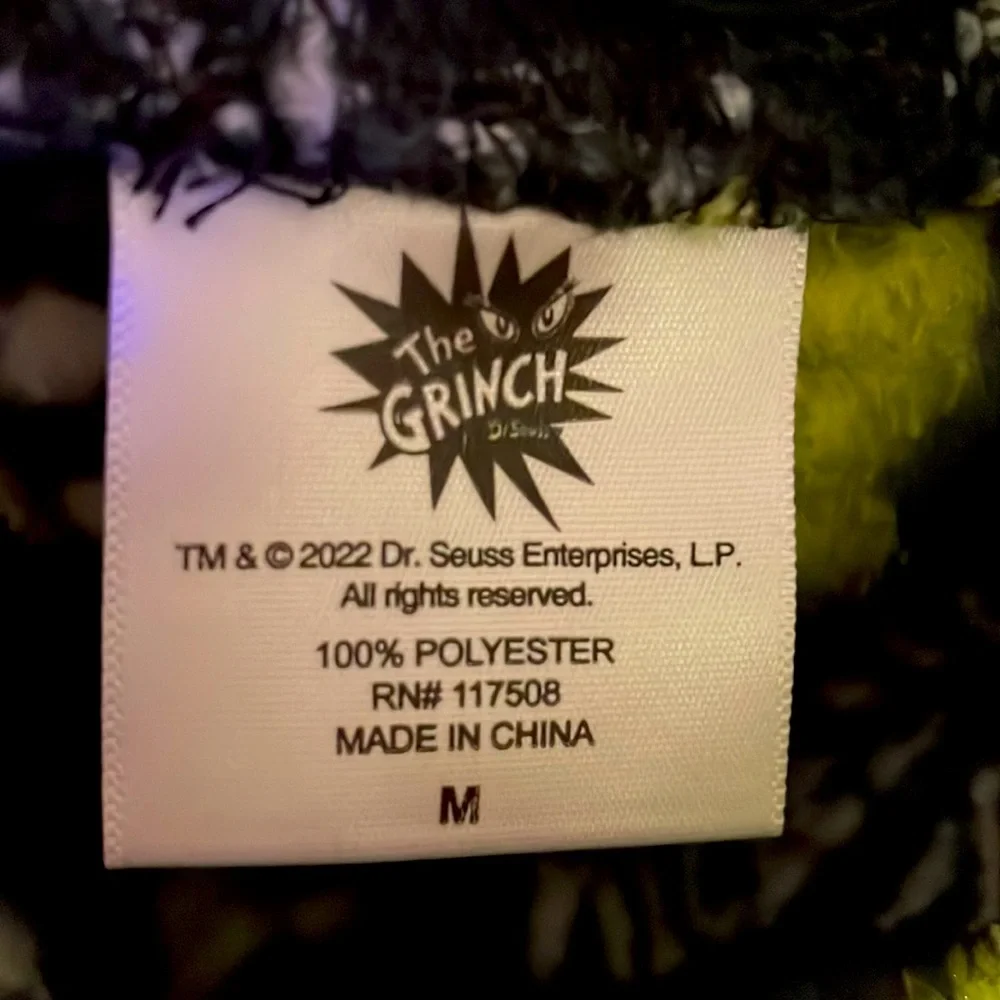 The
GRINCH
Dr. Seuss
TM & © 2022 Dr. Seuss Enterprises, L.P.
All rights reserved.
100% POLYESTER
RN# 117508
MADE IN CHINA
M